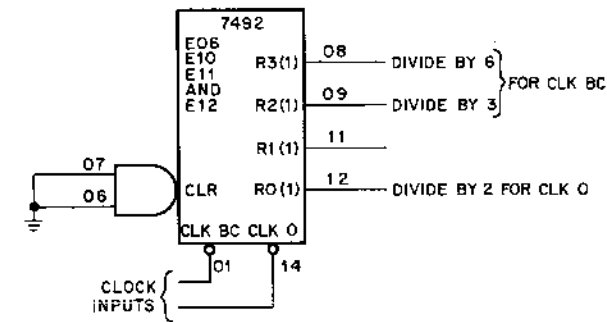 7492
E06
E10
E11
AND
E12
R3(1) 08 DIVIDE BY 6
FOR CLK BC
R2(1) 09 DIVIDE BY 3
R1(1) 11
07
06
CLR
R0(1) 12 DIVIDE BY 2 FOR CLK 0
CLK BC CLK 0
01 14
CLOCK
INPUTS